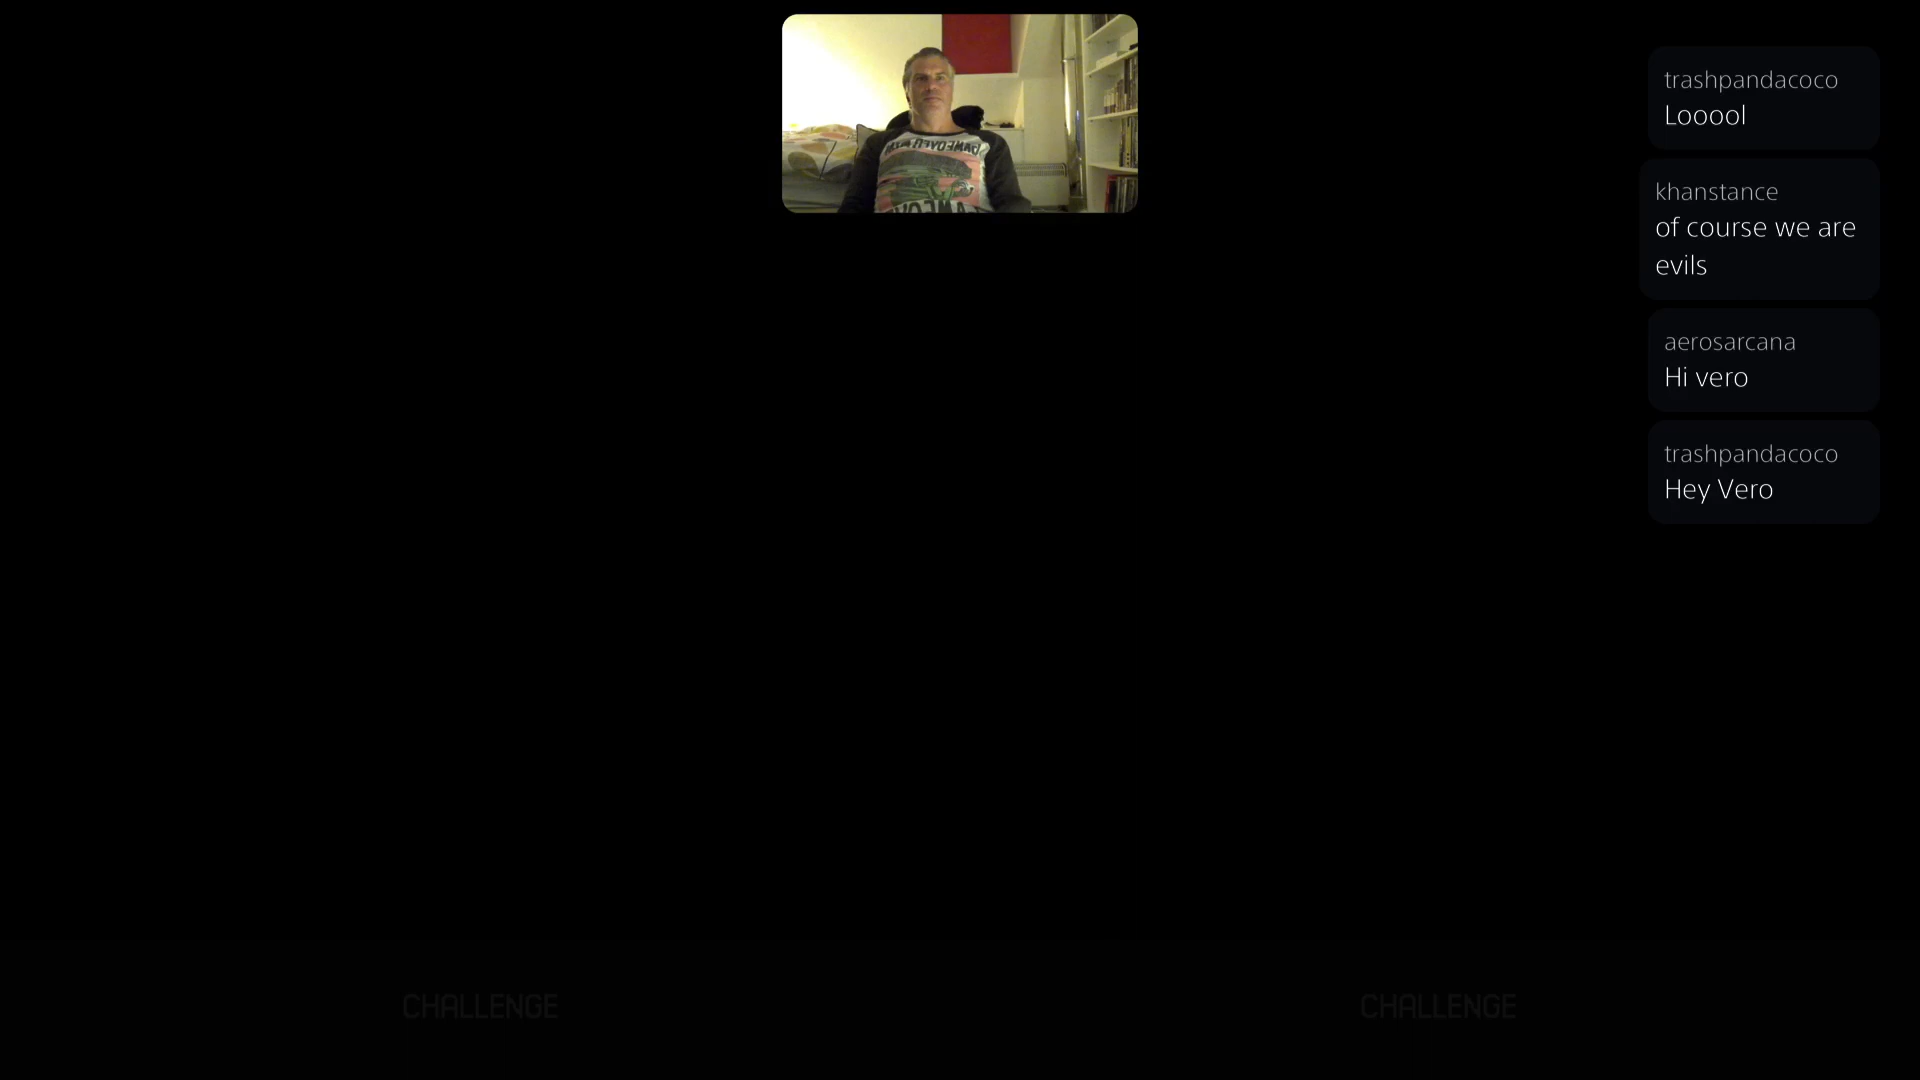 trashpandacoco
Looool
khanstance
of course we are
evils
aerosarcana
Hi vero
trashpandacoco
Hey Vero
CHALLENGE
CHALLENGE